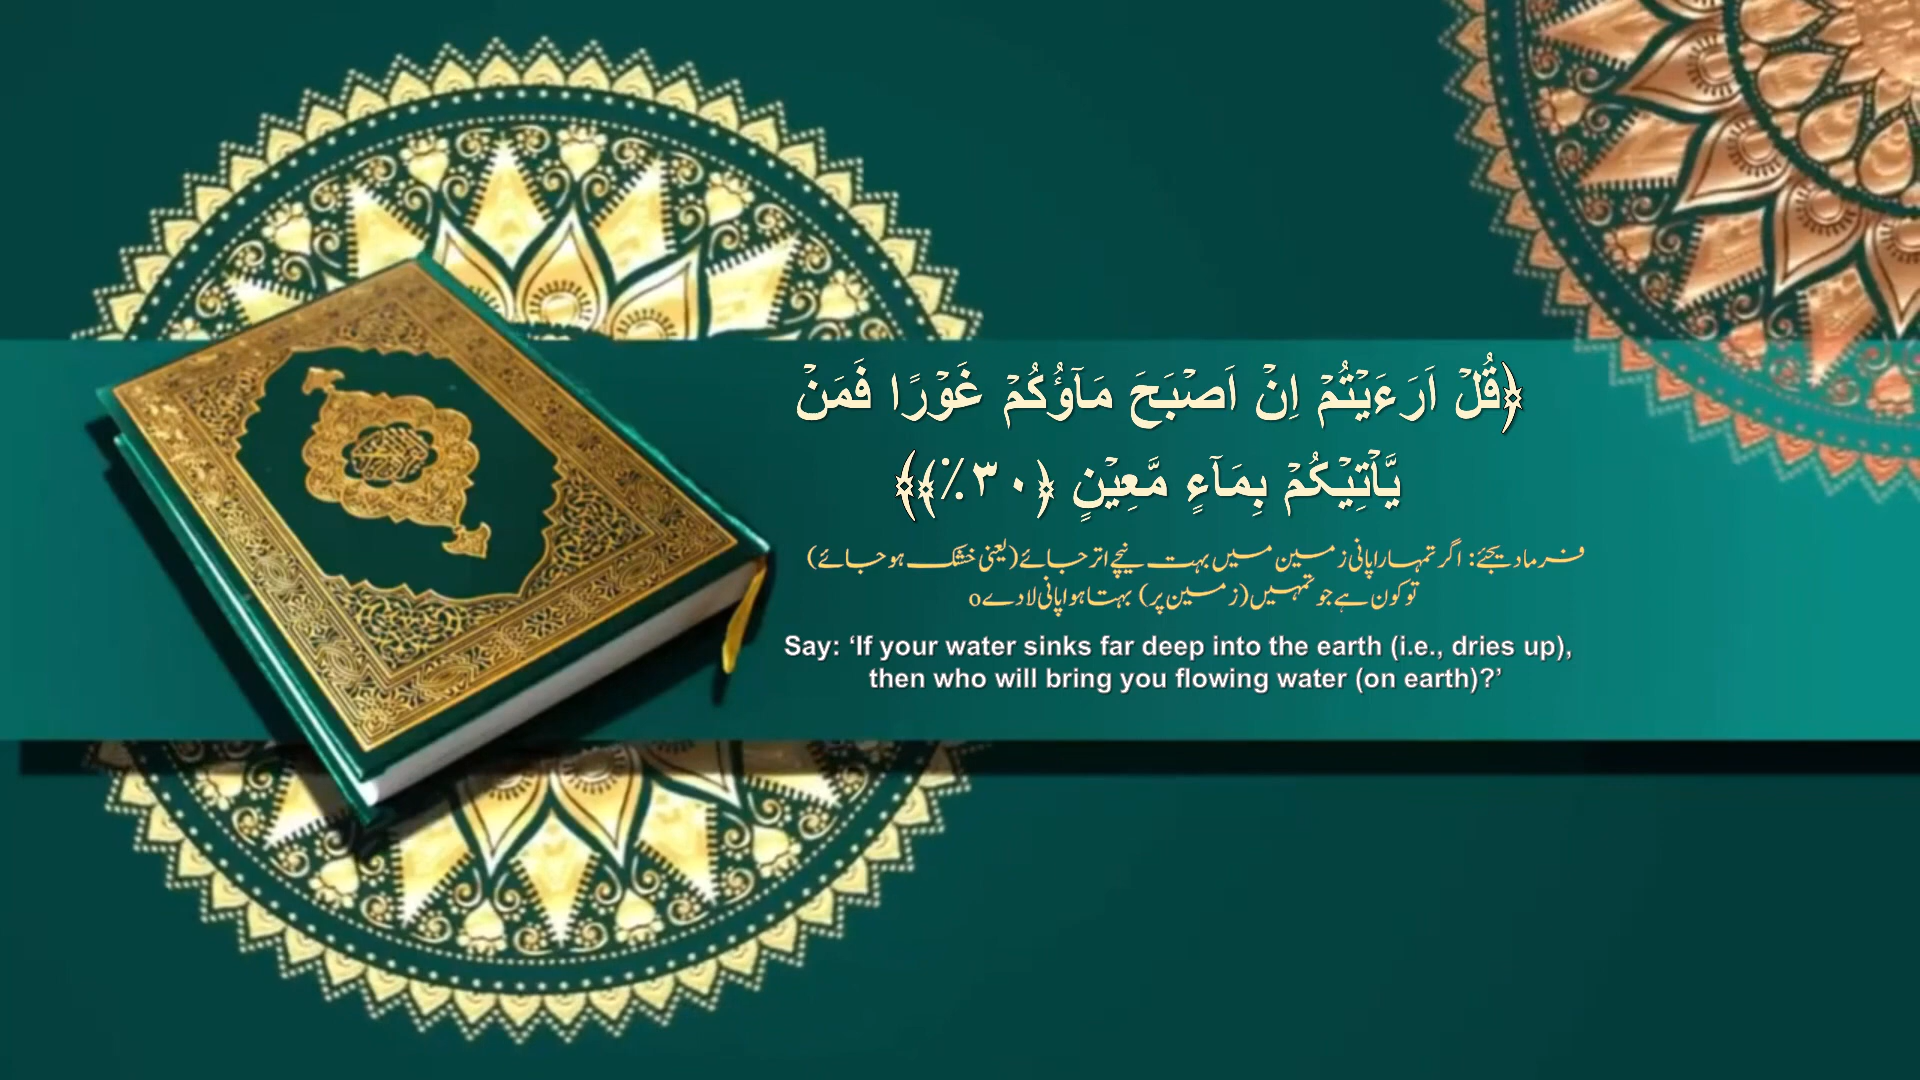 ﴿قُلۡ اَرَءَيۡتُمۡ اِنۡ اَصۡبَحَ مَآؤُكُمۡ غَوۡرًا فَمَنۡ
يَّاۡتِيۡكُمۡ بِمَآءٍ مَّعِيۡنٍ ﴿۳۰٪﴾﴾
فرما دیجئے: اگر تمہارا پانی زمین میں بہت نیچے اتر جائے (یعنی خشک ہو جائے)
تو کون ہے جو تمہیں (زمین پر) بہتا ہوا پانی لا دےo
Say: ‘If your water sinks far deep into the earth (i.e., dries up),
then who will bring you flowing water (on earth)?’